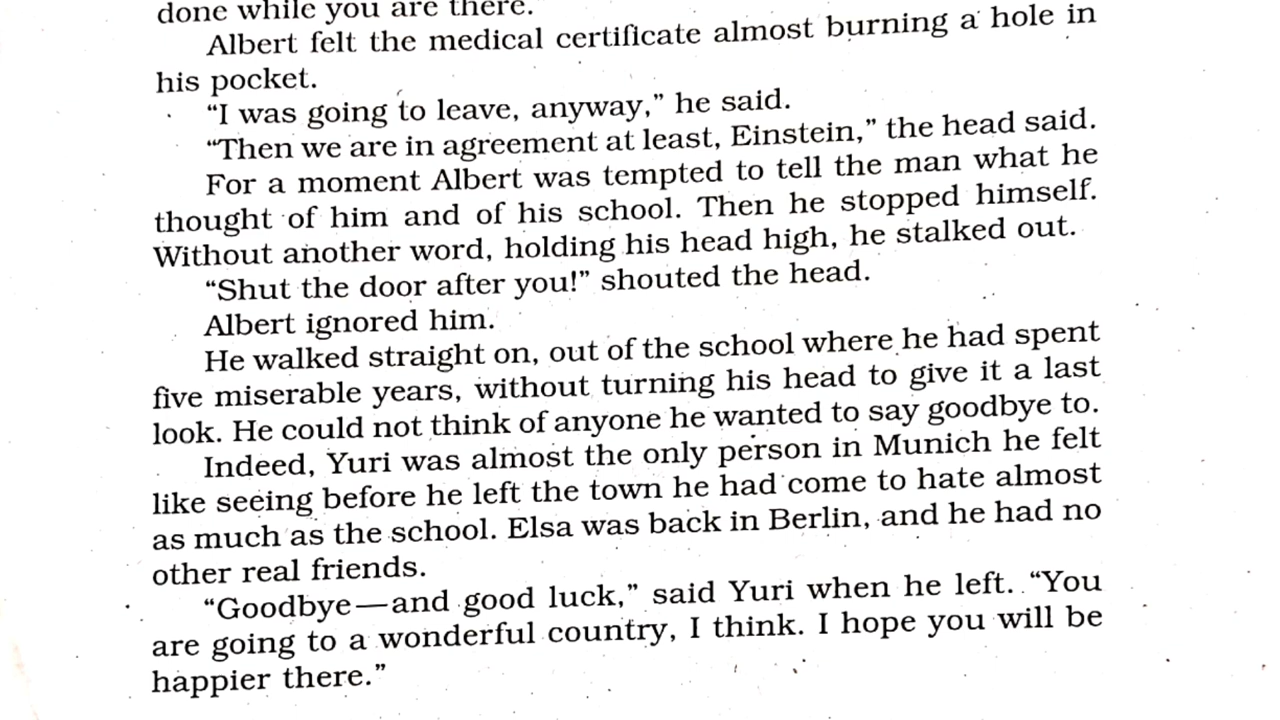 done while you are there.
Albert felt the medical certificate almost burning a hole in
his pocket.
“I was going to leave, anyway,” he said.
“Then we are in agreement at least, Einstein,” the head said.
For a moment Albert was tempted to tell the man what he
thought of him and of his school. Then he stopped himself.
Without another word, holding his head high, he stalked out.
“Shut the door after you!” shouted the head.
Albert ignored him.
He walked straight on, out of the school where he had spent
five miserable years, without turning his head to give it a last
look. He could not think of anyone he wanted to say goodbye to.
Indeed, Yuri was almost the only person in Munich he felt
like seeing before he left the town he had come to hate almost
as much as the school. Elsa was back in Berlin, and he had no
other real friends.
“Goodbye—and good luck,” said Yuri when he left. “You
are going to a wonderful country, I think. I hope you will be
happier there.”